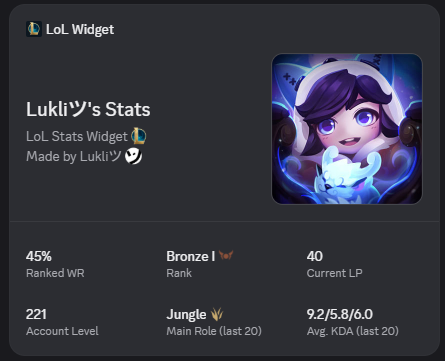 LoL Widget
Lukliツ's Stats
LoL Stats Widget
Made by Lukliツ
45%
Ranked WR
Bronze I
Rank
40
Current LP
221
Account Level
Jungle
Main Role (last 20)
9.2/5.8/6.0
Avg. KDA (last 20)